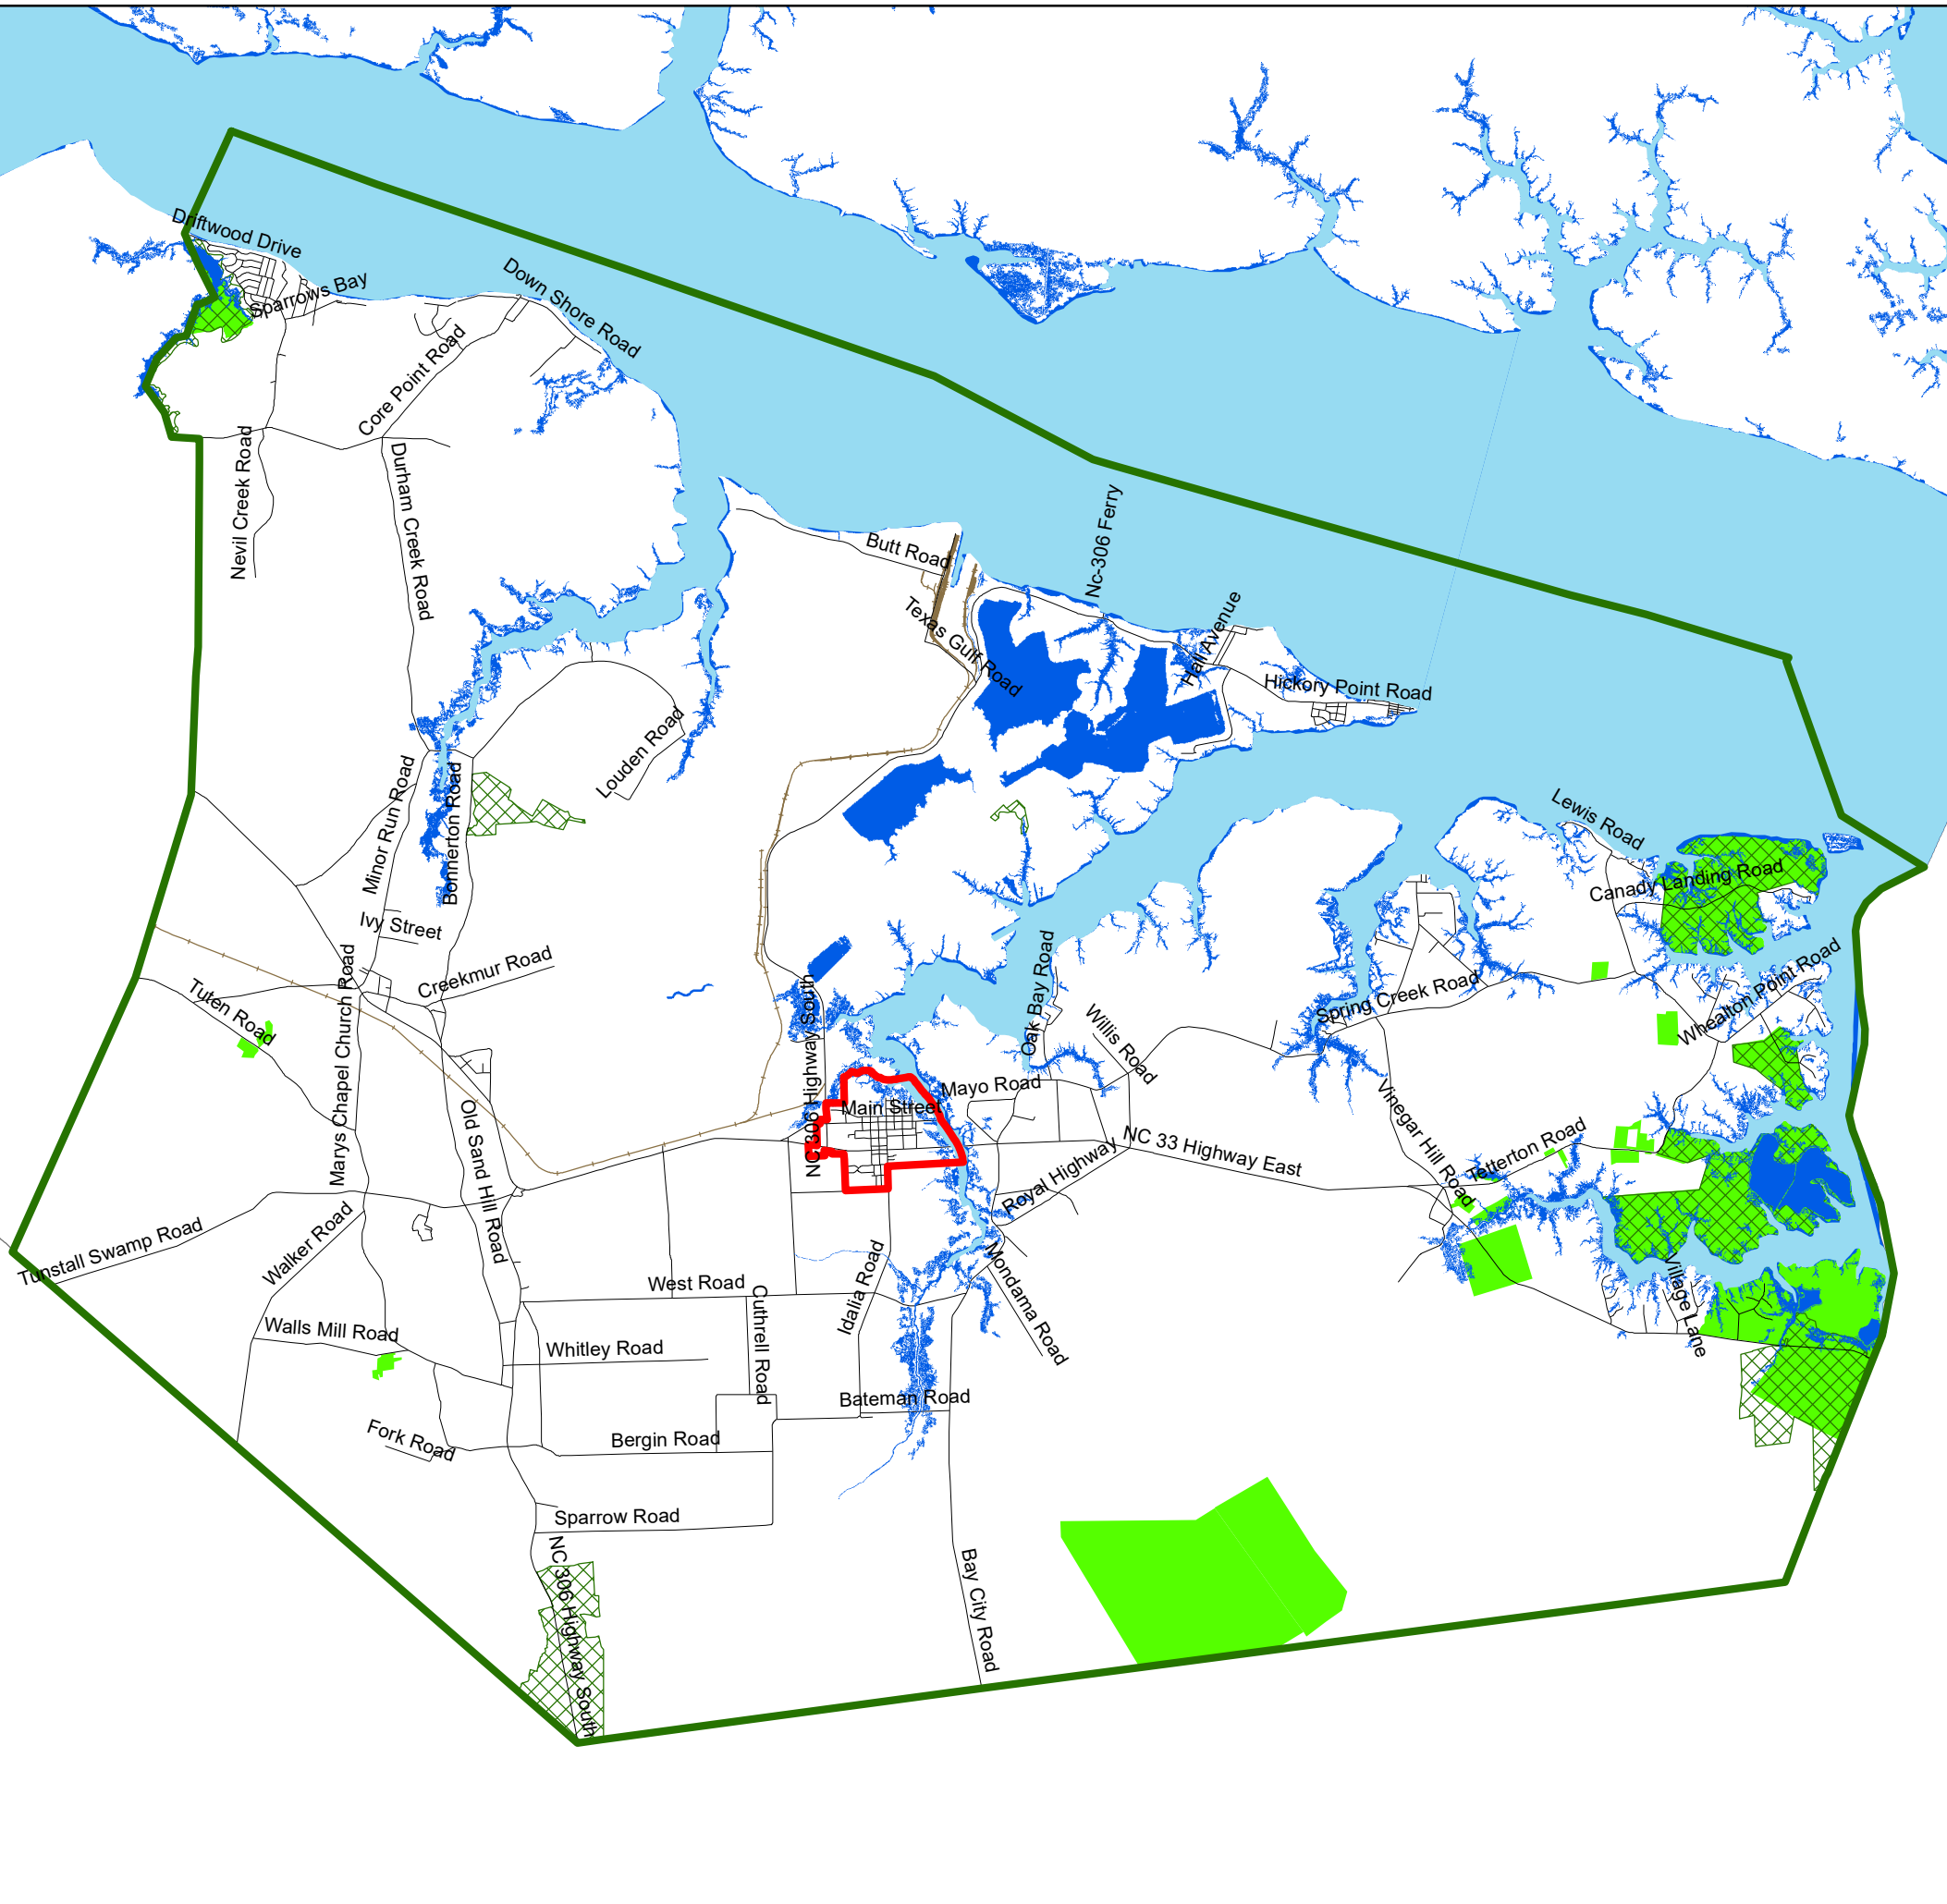 Driftwood Drive
Sparrows Bay
Down Shore Road
Core Point Road
Nevil Creek Road
Durham Creek Road
Butt Road
Nc-306 Ferry
Texas Gulf Road
Hall Avenue
Hickory Point Road
Louden Road
Minor Run Road
Bonnerton Road
Lewis Road
Canady Landing Road
Ivy Street
Creekmur Road
Marys Chapel Church Road
Tuten Road
NC 306 Highway South
Oak Bay Road
Willis Road
Spring Creek Road
Whealton Point Road
Mayo Road
Main Street
Old Sand Hill Road
NC 33 Highway East
Royal Highway
Vinegar Hill Road
Tetterton Road
Tunstall Swamp Road
Walker Road
West Road
Cuthrell Road
Idalia Road
Mondama Road
Village Lane
Walls Mill Road
Whitley Road
Bateman Road
Fork Road
Bergin Road
Sparrow Road
NC 306 Highway South
Bay City Road